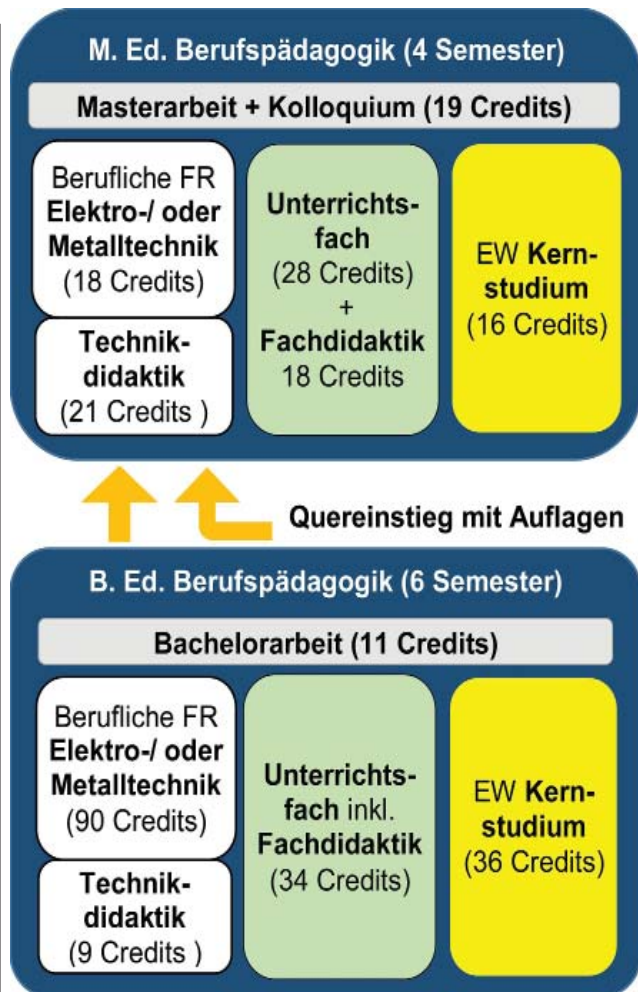 M. Ed. Berufspädagogik (4 Semester)
Masterarbeit + Kolloquium (19 Credits)
Berufliche FR
Elektro-/ oder
Metalltechnik
(18 Credits)
Technik-
didaktik
(21 Credits )
Unterrichts-
fach
(28 Credits)
+
Fachdidaktik
18 Credits
EW Kern-
studium
(16 Credits)
Quereinstieg mit Auflagen
B. Ed. Berufspädagogik (6 Semester)
Bachelorarbeit (11 Credits)
Berufliche FR
Elektro-/ oder
Metalltechnik
(90 Credits)
Technik-
didaktik
(9 Credits )
Unterrichts-
fach inkl.
Fachdidaktik
(34 Credits)
EW Kern-
studium
(36 Credits)